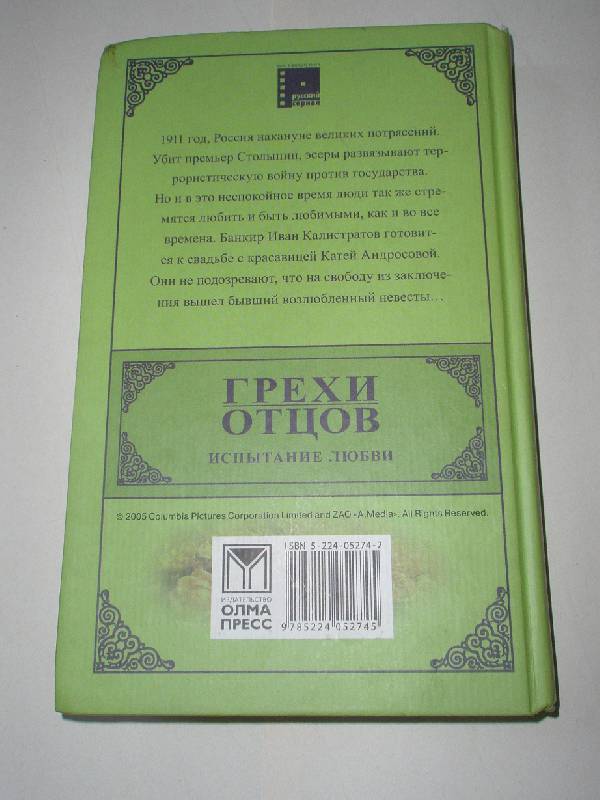 русский
сериал
1911 год, Россия накануне великих потрясений.
Убит премьер Столыпин, эсеры развязывают тер-
рористическую войну против государства.
Но и в это неспокойное время люди так же стре-
мятся любить и быть любимыми, как и во все
времена. Банкир Иван Калистратов готовит-
ся к свадьбе с красавицей Катей Андросовой.
Они не подозревают, что на свободу из заключе-
ния вышел бывший возлюбленный невесты...
ГРЕХИ
ОТЦОВ
ИСПЫТАНИЕ ЛЮБВИ
© 2005 Columbia Pictures Corporation Limited and ZAO «A.Media». All Rights Reserved.
ИЗДАТЕЛЬСТВО
ОЛМА
ПРЕСС
ISBN 5-224-05274-2
9785224052745